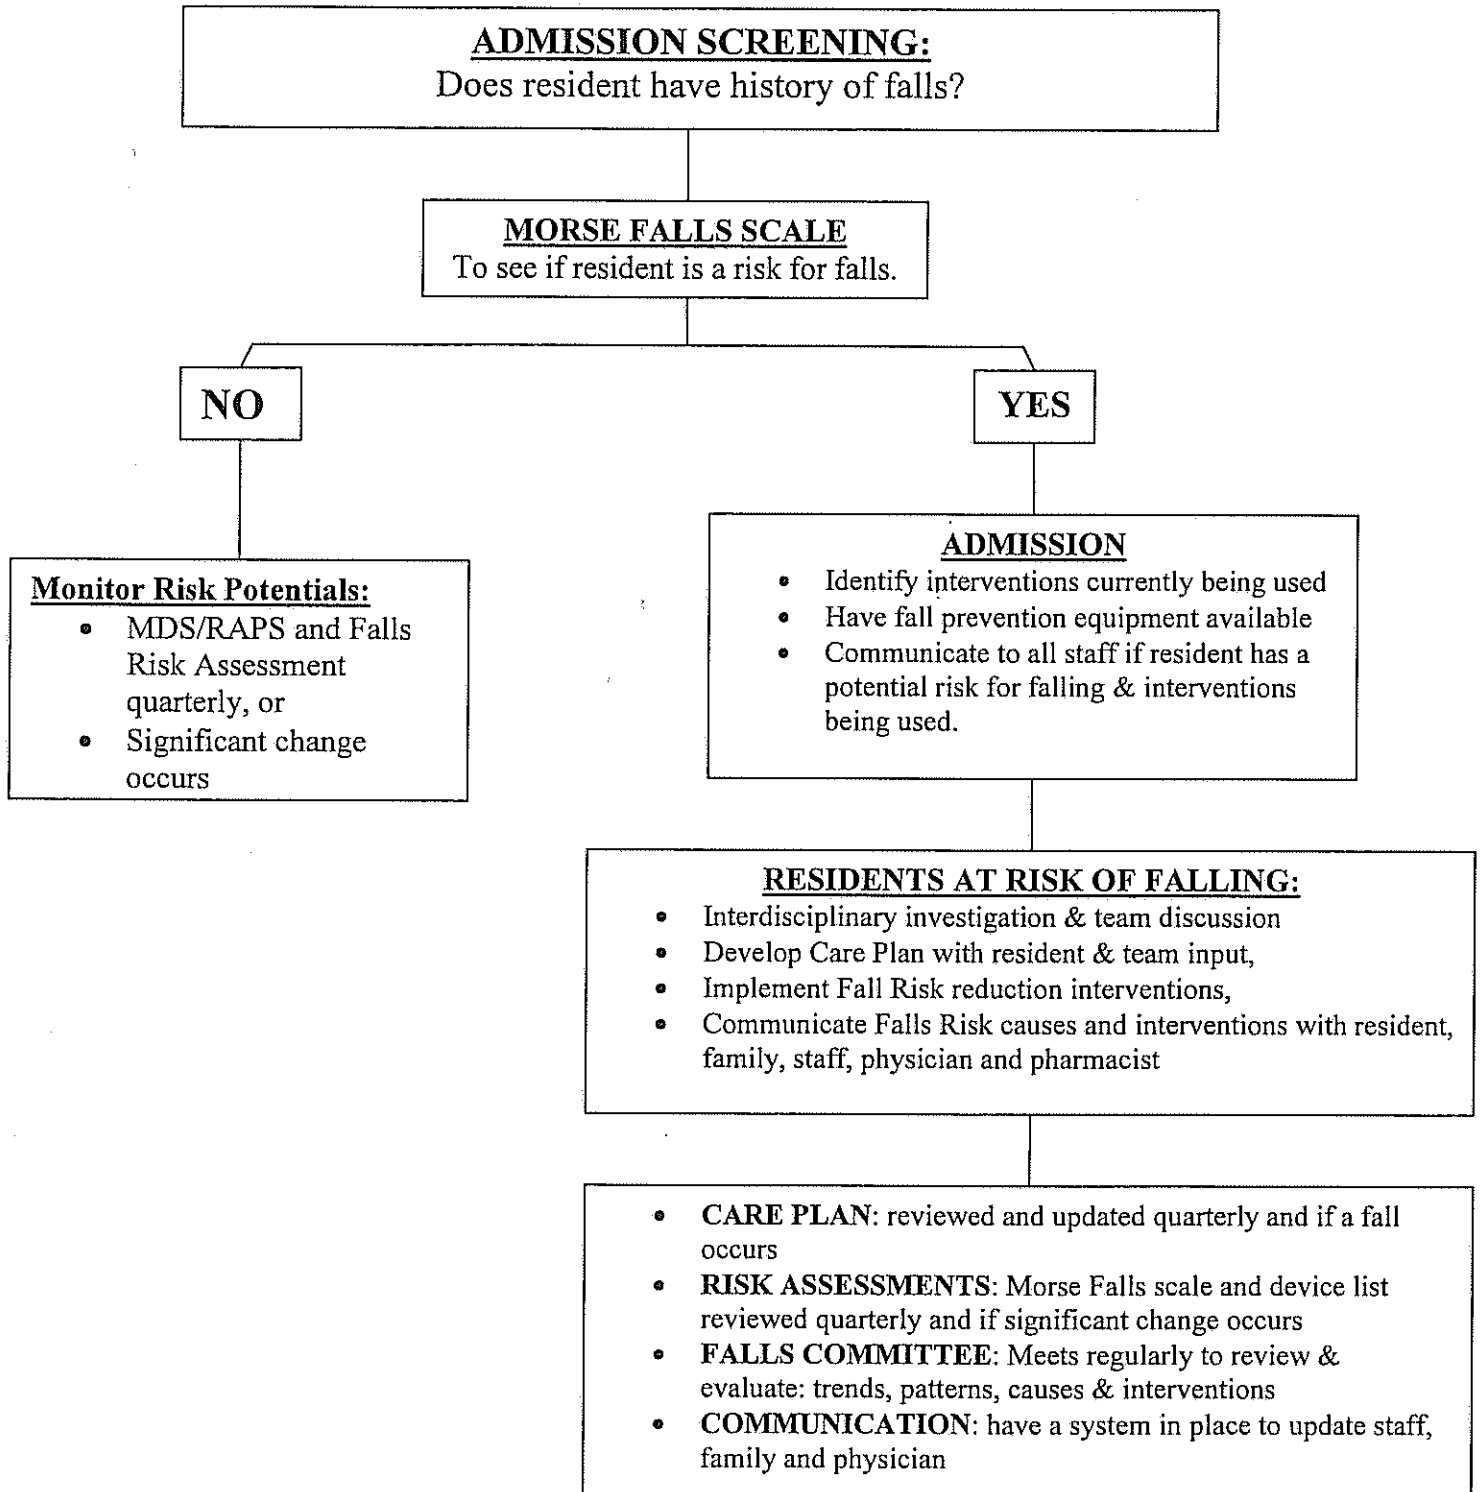 ADMISSION SCREENING:
Does resident have history of falls?
MORSE FALLS SCALE
To see if resident is a risk for falls.
NO
YES
Monitor Risk Potentials:
• MDS/RAPS and Falls
Risk Assessment
quarterly, or
• Significant change
occurs
ADMISSION
• Identify interventions currently being used
• Have fall prevention equipment available
• Communicate to all staff if resident has a
potential risk for falling & interventions
being used.
RESIDENTS AT RISK OF FALLING:
• Interdisciplinary investigation & team discussion
• Develop Care Plan with resident & team input,
• Implement Fall Risk reduction interventions,
• Communicate Falls Risk causes and interventions with resident,
family, staff, physician and pharmacist
• CARE PLAN: reviewed and updated quarterly and if a fall
occurs
• RISK ASSESSMENTS: Morse Falls scale and device list
reviewed quarterly and if significant change occurs
• FALLS COMMITTEE: Meets regularly to review &
evaluate: trends, patterns, causes & interventions
• COMMUNICATION: have a system in place to update staff,
family and physician